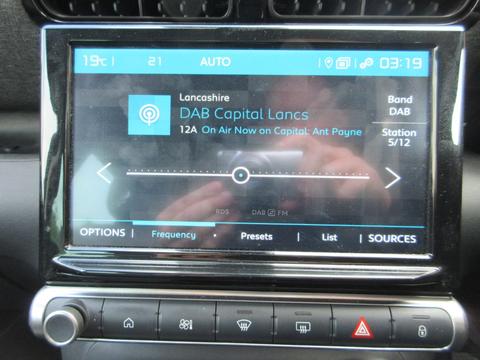 19°C 21 AUTO 03:19
Lancashire
DAB Capital Lancs
12A On Air Now on Capital: Ant Payne
Band
DAB
Station
5/12
RDS DAB FM
OPTIONS Frequency Presets List SOURCES